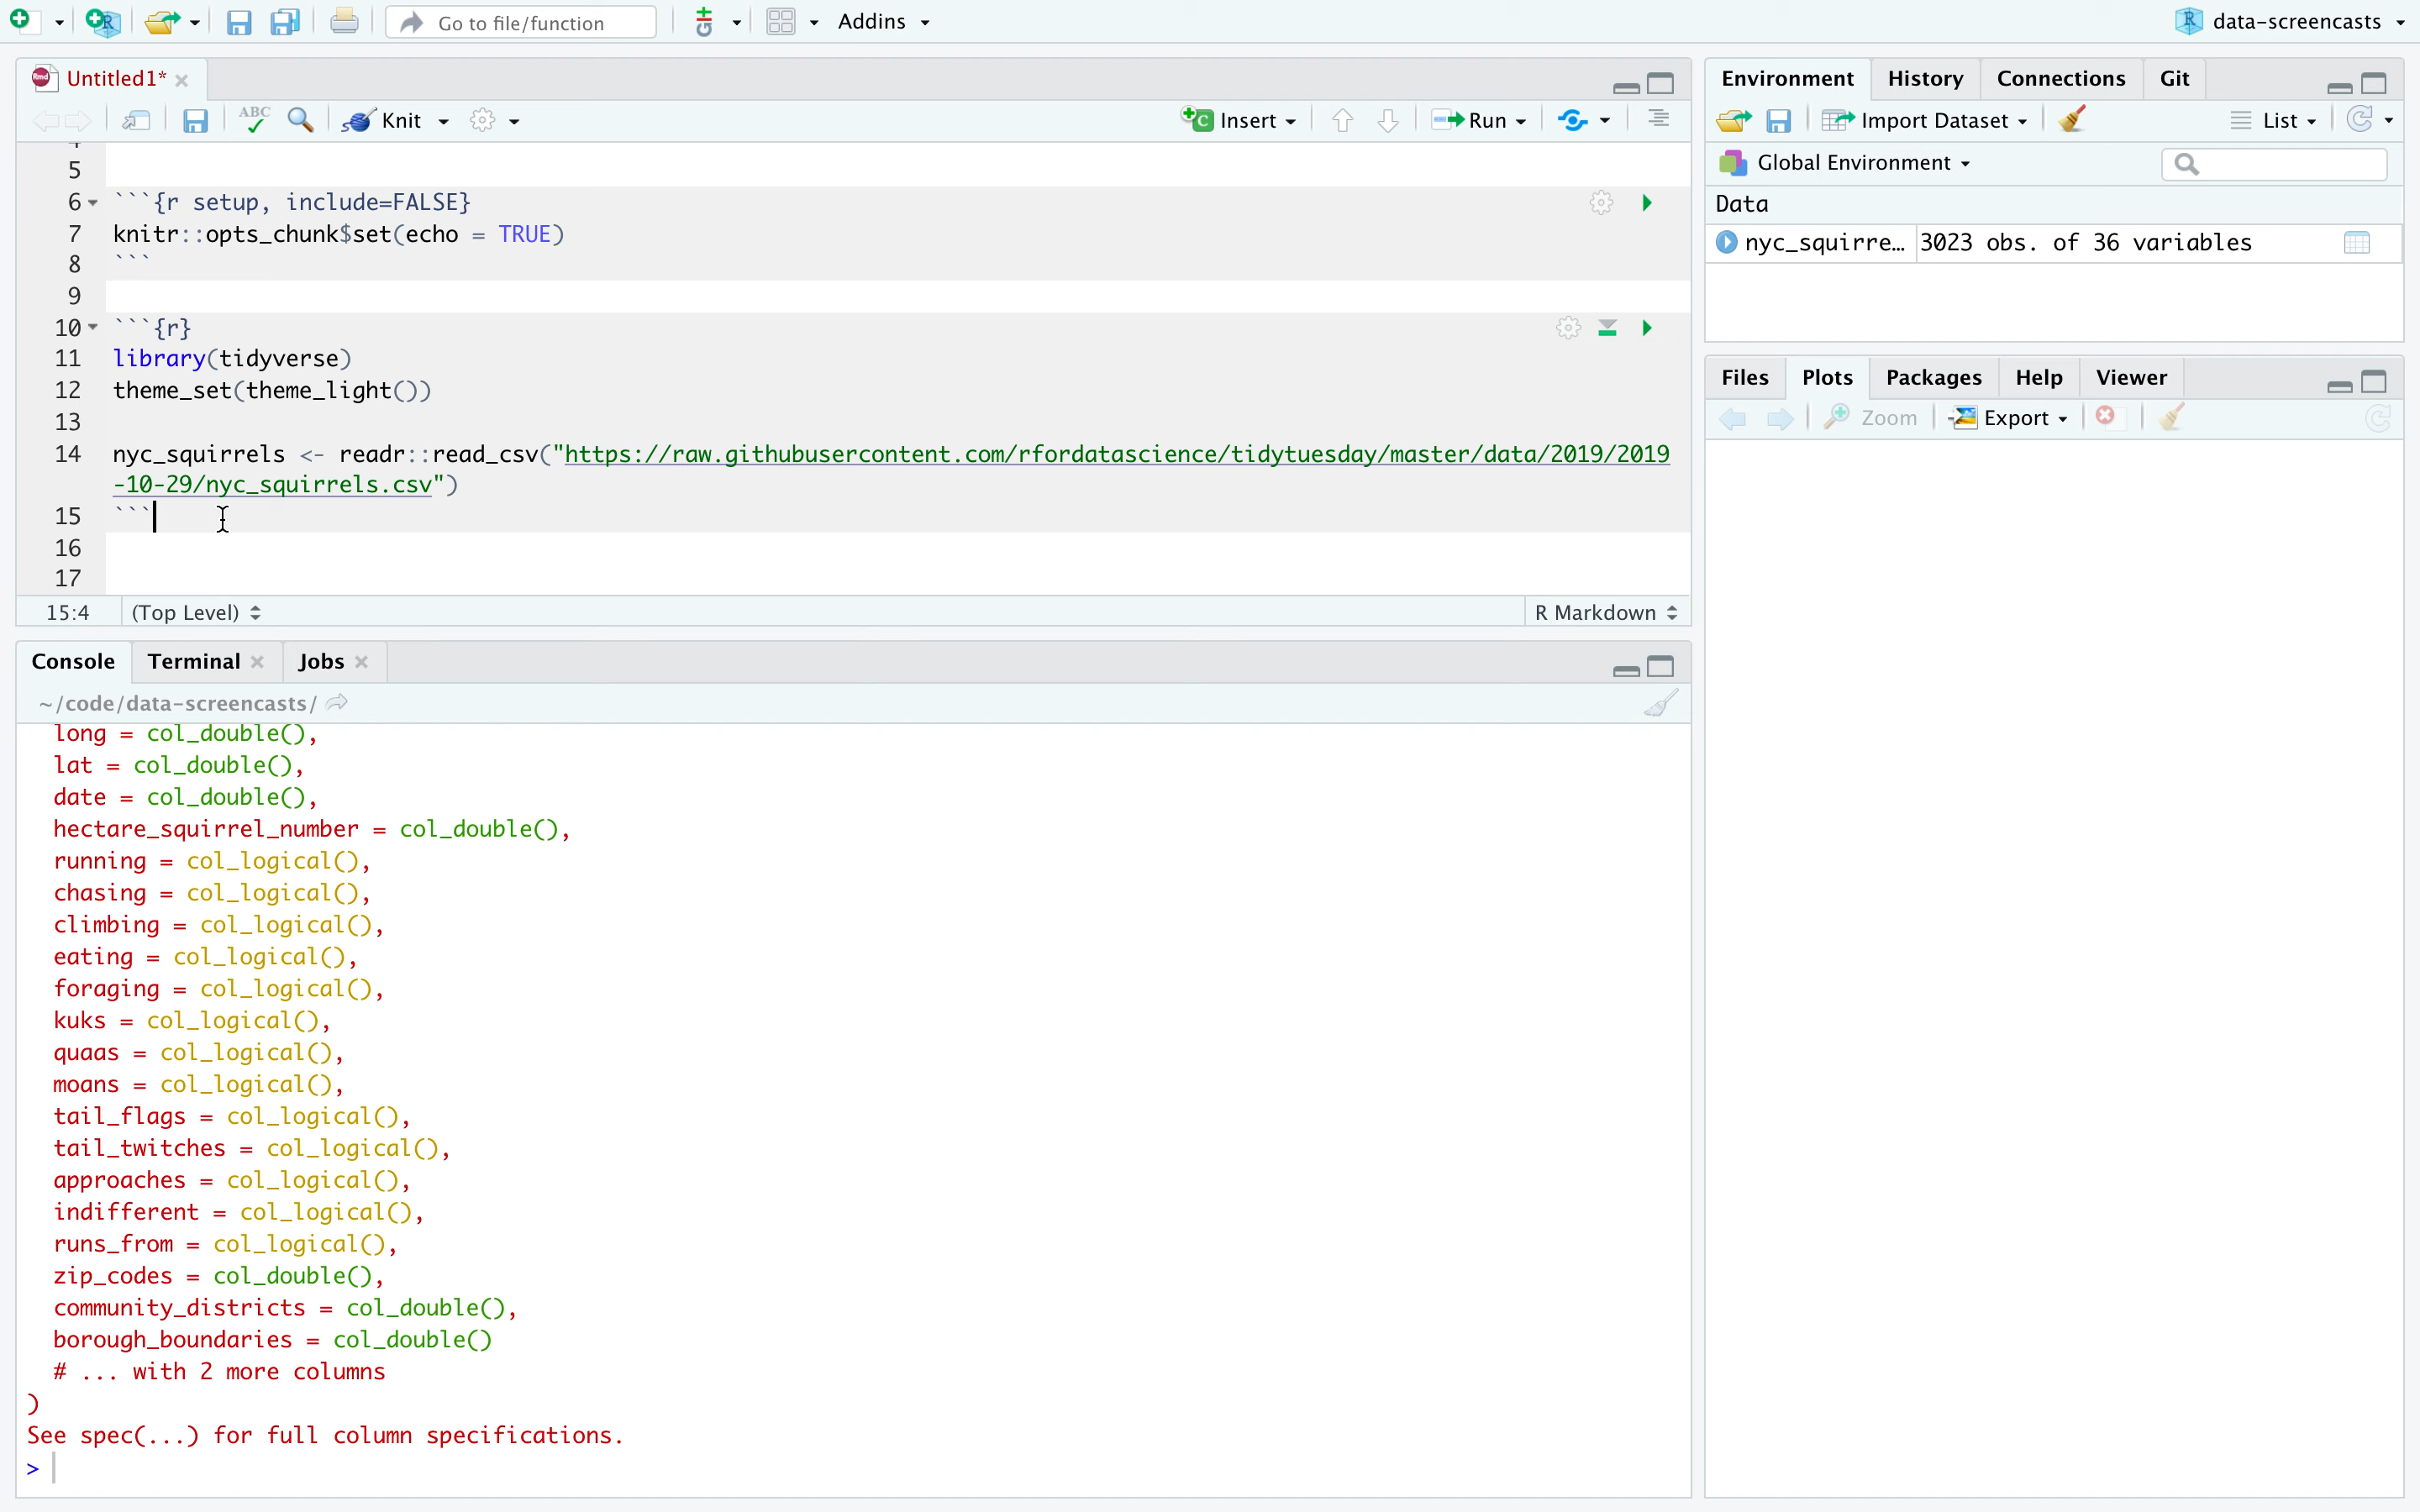 Go to file/function
Addins
data-screencasts
Untitled1*
ABC
Knit
Insert
Run
5
6 ```{r setup, include=FALSE}
7 knitr::opts_chunk$set(echo = TRUE)
8 ```
9
10 ```{r}
11 library(tidyverse)
12 theme_set(theme_light())
13
14 nyc_squirrels <- readr::read_csv("https://raw.githubusercontent.com/rfordatascience/tidytuesday/master/data/2019/2019
-10-29/nyc_squirrels.csv")
15 ```
16
17
15:4 (Top Level) R Markdown
Console Terminal Jobs
~/code/data-screencasts/
long = col_double(),
lat = col_double(),
date = col_double(),
hectare_squirrel_number = col_double(),
running = col_logical(),
chasing = col_logical(),
climbing = col_logical(),
eating = col_logical(),
foraging = col_logical(),
kuks = col_logical(),
quaas = col_logical(),
moans = col_logical(),
tail_flags = col_logical(),
tail_twitches = col_logical(),
approaches = col_logical(),
indifferent = col_logical(),
runs_from = col_logical(),
zip_codes = col_double(),
community_districts = col_double(),
borough_boundaries = col_double()
# ... with 2 more columns
)
See spec(...) for full column specifications.
>
Environment History Connections Git
Import Dataset List
Global Environment
Data
nyc_squirre... 3023 obs. of 36 variables
Files Plots Packages Help Viewer
Zoom Export